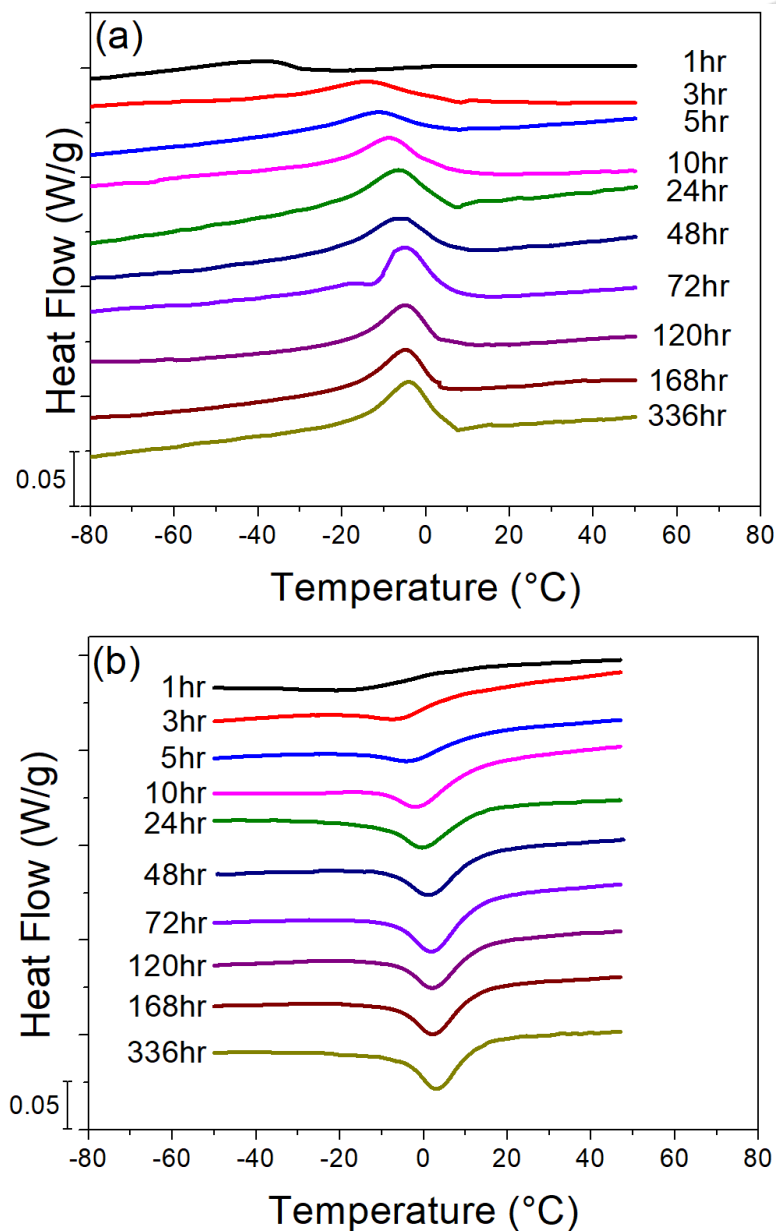 (a)
1hr
3hr
5hr
10hr
24hr
48hr
72hr
120hr
168hr
336hr
Heat Flow (W/g)
0.05
-80 -60 -40 -20 0 20 40 60 80
Temperature (°C)
(b)
1hr
3hr
5hr
10hr
24hr
48hr
72hr
120hr
168hr
336hr
Heat Flow (W/g)
0.05
-80 -60 -40 -20 0 20 40 60 80
Temperature (°C)